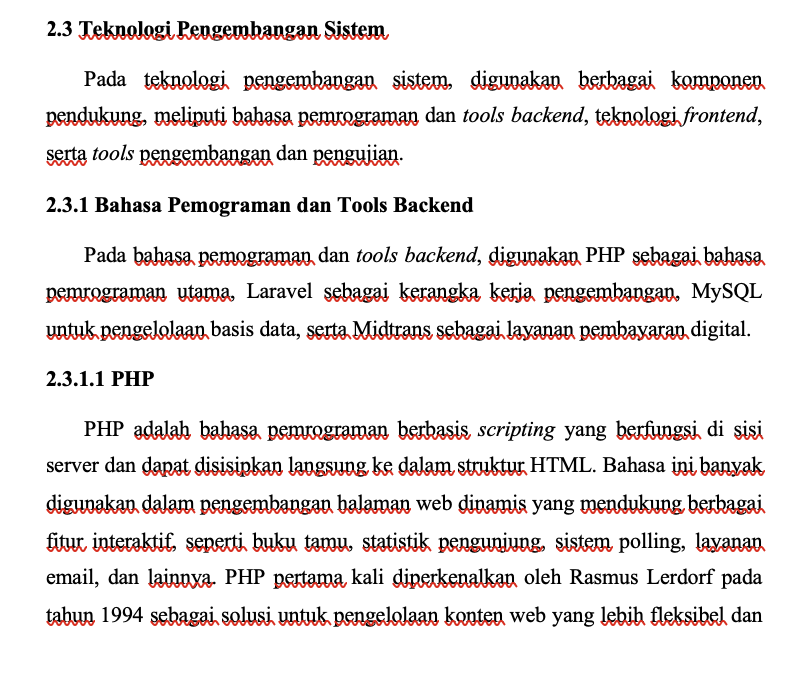 2.3 Teknologi Pengembangan Sistem
Pada teknologi pengembangan sistem, digunakan berbagai komponen
pendukung, meliputi bahasa pemrograman dan tools backend, teknologi frontend,
serta tools pengembangan dan pengujian.
2.3.1 Bahasa Pemograman dan Tools Backend
Pada bahasa pemograman dan tools backend, digunakan PHP sebagai bahasa
pemrograman utama, Laravel sebagai kerangka kerja pengembangan, MySQL
untuk pengelolaan basis data, serta Midtrans sebagai layanan pembayaran digital.
2.3.1.1 PHP
PHP adalah bahasa pemrograman berbasis scripting yang berfungsi di sisi
server dan dapat disisipkan langsung ke dalam struktur HTML. Bahasa ini banyak
digunakan dalam pengembangan halaman web dinamis yang mendukung berbagai
fitur interaktif, seperti buku tamu, statistik pengunjung, sistem polling, layanan
email, dan lainnya. PHP pertama kali diperkenalkan oleh Rasmus Lerdorf pada
tahun 1994 sebagai solusi untuk pengelolaan konten web yang lebih fleksibel dan